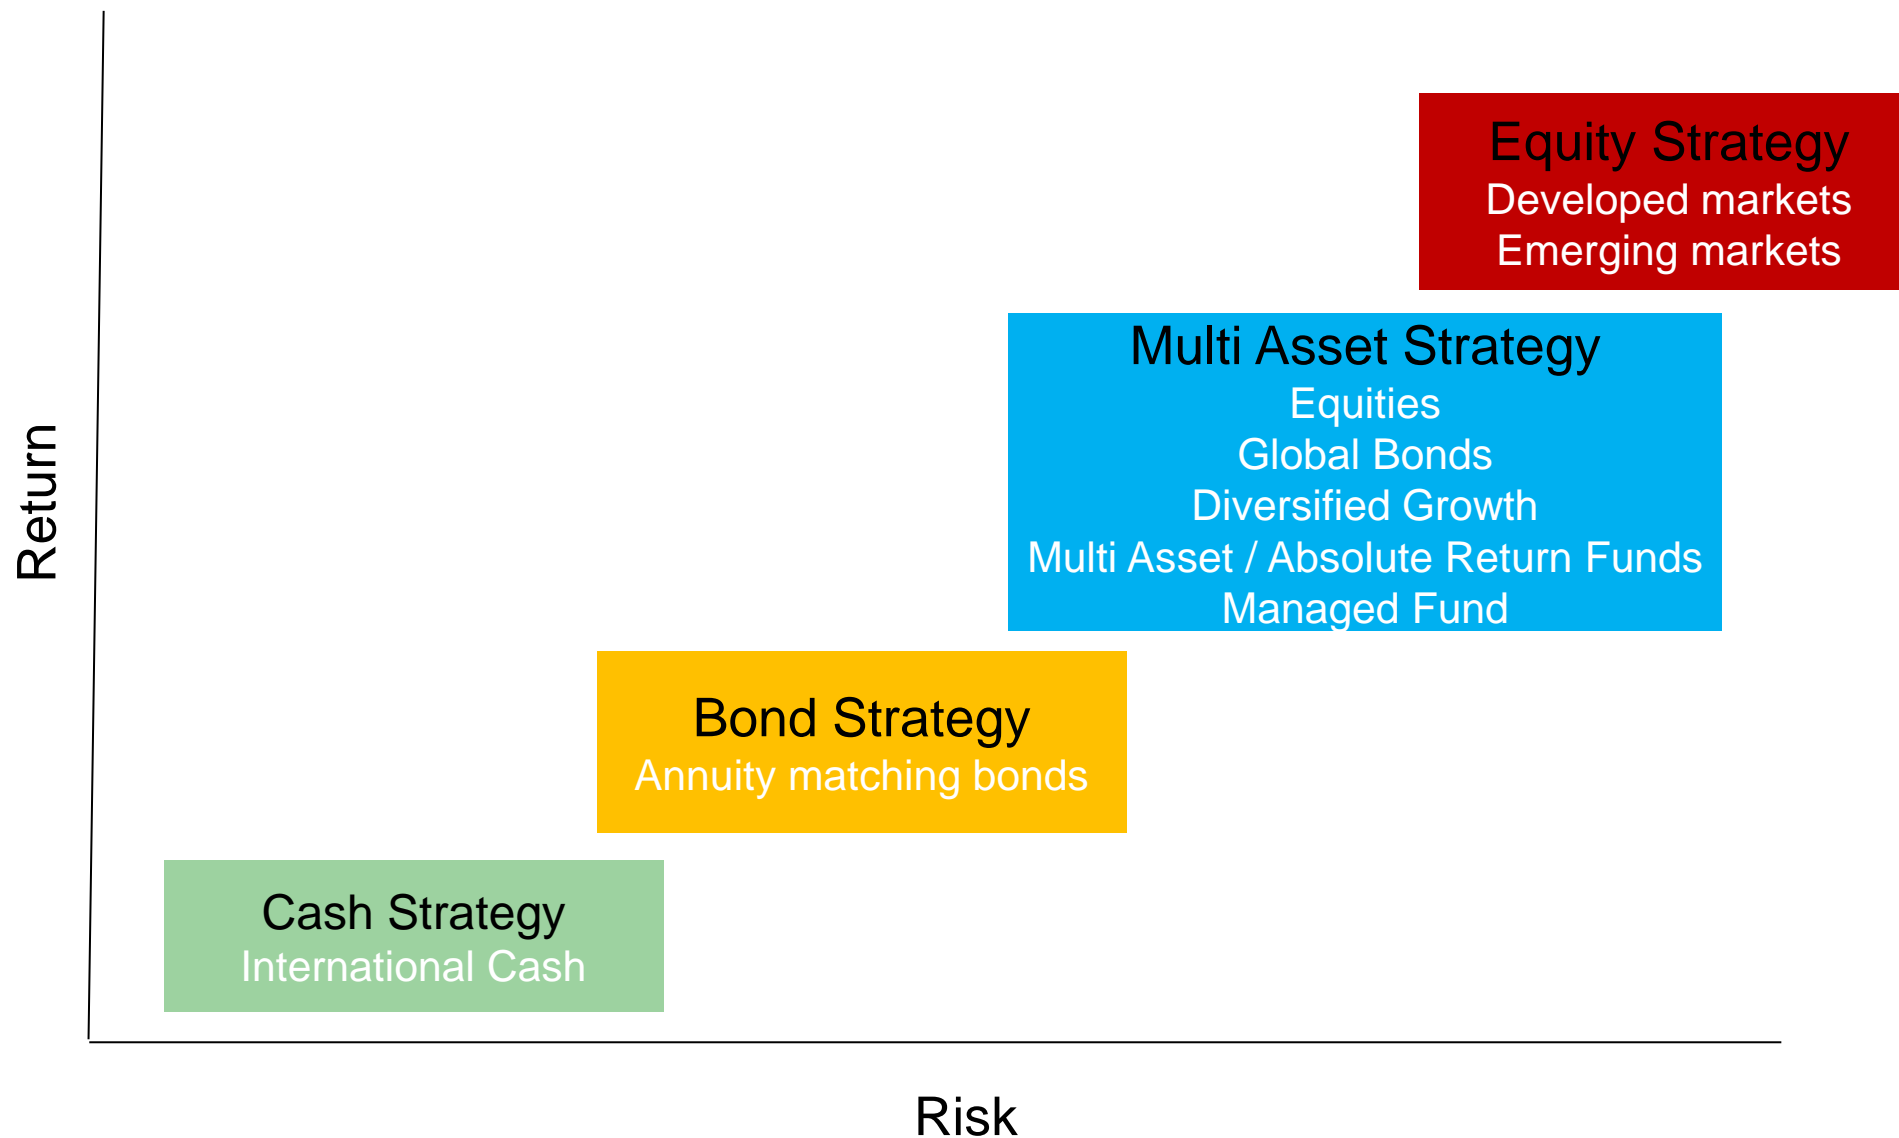 Equity Strategy
Developed markets
Emerging markets
Multi Asset Strategy
Equities
Global Bonds
Diversified Growth
Multi Asset / Absolute Return Funds
Managed Fund
Return
Bond Strategy
Annuity matching bonds
Cash Strategy
International Cash
Risk